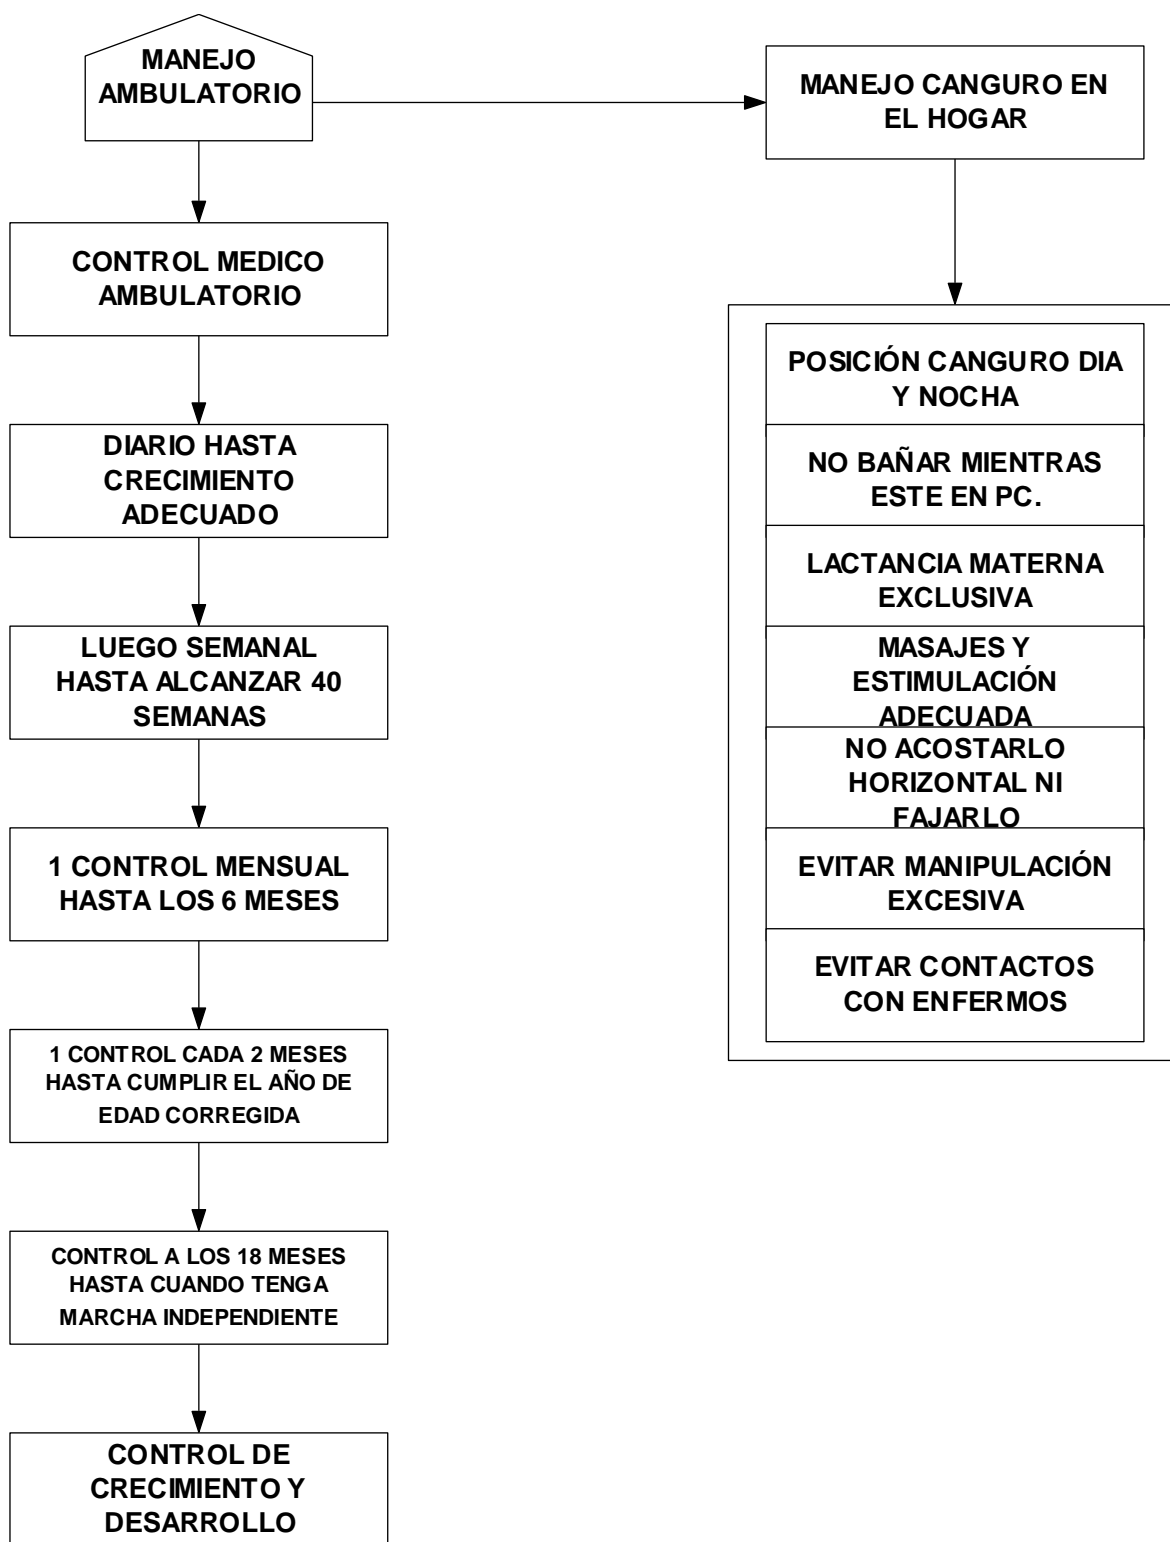 MANEJO
AMBULATORIO
MANEJO CANGURO EN
EL HOGAR
CONTROL MEDICO
AMBULATORIO
DIARIO HASTA
CRECIMIENTO
ADECUADO
LUEGO SEMANAL
HASTA ALCANZAR 40
SEMANAS
1 CONTROL MENSUAL
HASTA LOS 6 MESES
1 CONTROL CADA 2 MESES
HASTA CUMPLIR EL AÑO DE
EDAD CORREGIDA
CONTROL A LOS 18 MESES
HASTA CUANDO TENGA
MARCHA INDEPENDIENTE
CONTROL DE
CRECIMIENTO Y
DESARROLLO
POSICIÓN CANGURO DIA
Y NOCHA
NO BAÑAR MIENTRAS
ESTE EN PC.
LACTANCIA MATERNA
EXCLUSIVA
MASAJES Y
ESTIMULACIÓN
ADECUADA
NO ACOSTARLO
HORIZONTAL NI
FAJARLO
EVITAR MANIPULACIÓN
EXCESIVA
EVITAR CONTACTOS
CON ENFERMOS